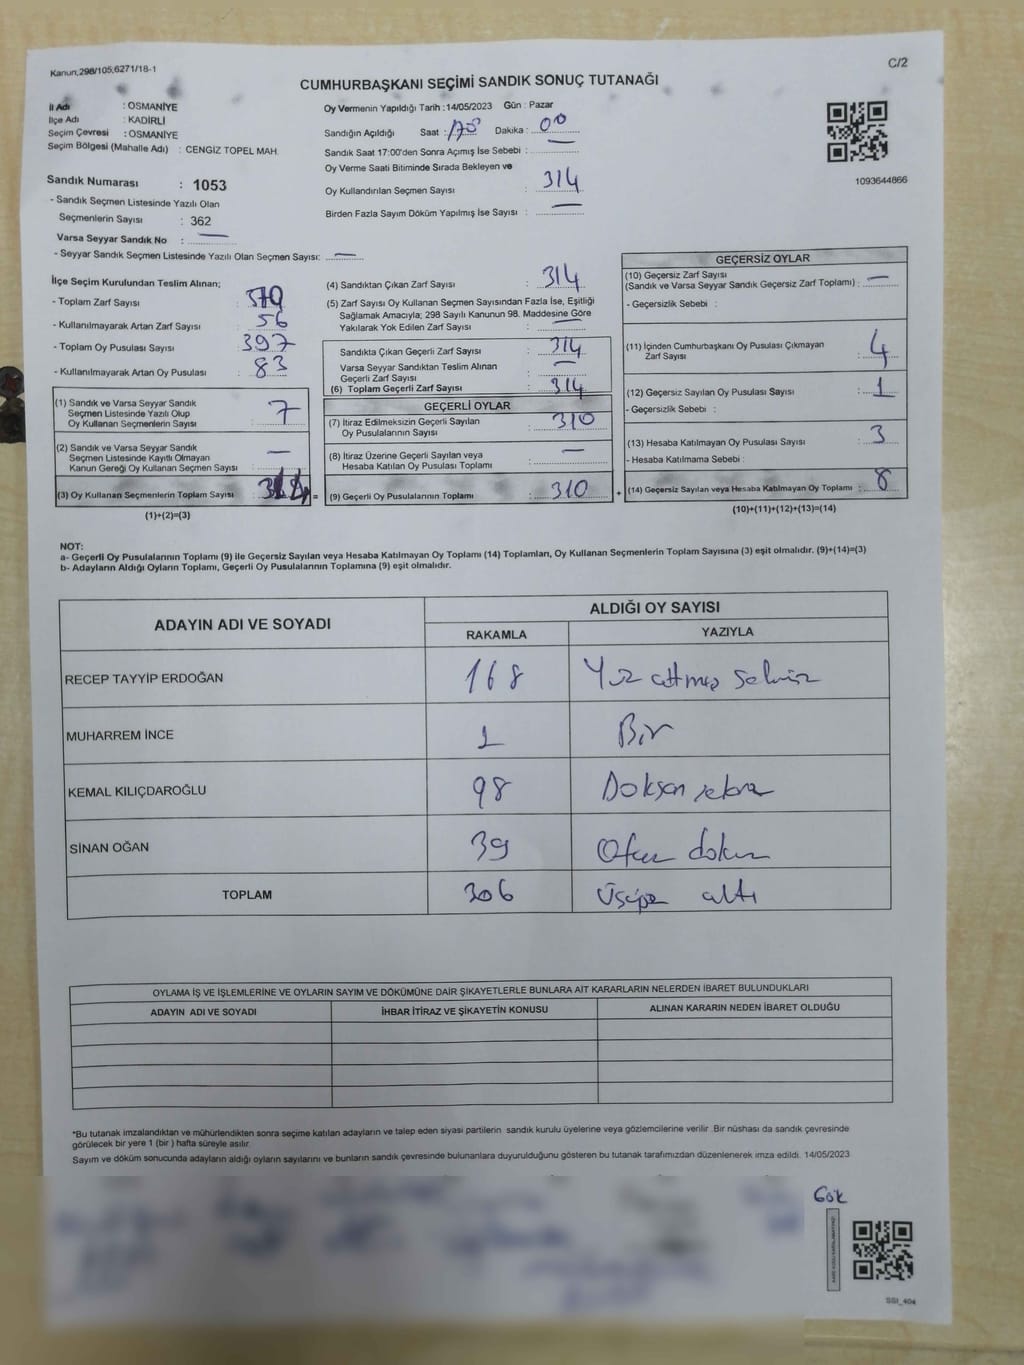 Kanun;298/105,6271/18-1
C/2
CUMHURBAŞKANI SEÇİMİ SANDIK SONUÇ TUTANAĞI
İl Adı : OSMANİYE
İlçe Adı : KADİRLİ
Seçim Çevresi : OSMANİYE
Seçim Bölgesi (Mahalle Adı) : CENGİZ TOPEL MAH.
Sandık Numarası : 1053
- Sandık Seçmen Listesinde Yazılı Olan
Seçmenlerin Sayısı : 362
Varsa Seyyar Sandık No : —
- Seyyar Sandık Seçmen Listesinde Yazılı Olan Seçmen Sayısı: —
Oy Vermenin Yapıldığı Tarih :14/05/2023 Gün : Pazar
Sandığın Açıldığı Saat : Dakika : 00
Sandık Saat 17:00'den Sonra Açımış İse Sebebi : —
Oy Verme Saati Bitiminde Sırada Bekleyen ve
Oy Kullandırılan Seçmen Sayısı : 314
Birden Fazla Sayım Döküm Yapılmış İse Sayısı : —
1093644866
İlçe Seçim Kurulundan Teslim Alınan;
- Toplam Zarf Sayısı :
- Kullanılmayarak Artan Zarf Sayısı : 56
- Toplam Oy Pusulası Sayısı : 397
- Kullanılmayarak Artan Oy Pusulası : 83
(1) Sandık ve Varsa Seyyar Sandık
Seçmen Listesinde Yazılı Olup
Oy Kullanan Seçmenlerin Sayısı : 7
(2) Sandık ve Varsa Seyyar Sandık
Seçmen Listesinde Kayıtlı Olmayan
Kanun Gereği Oy Kullanan Seçmen Sayısı : —
(3) Oy Kullanan Seçmenlerin Toplam Sayısı : =
(1)+(2)=(3)
(4) Sandıktan Çıkan Zarf Sayısı : 314
(5) Zarf Sayısı Oy Kullanan Seçmen Sayısından Fazla İse, Eşitliği
Sağlamak Amacıyla; 298 Sayılı Kanunun 98. Maddesine Göre
Yakılarak Yok Edilen Zarf Sayısı : —
Sandıkta Çıkan Geçerli Zarf Sayısı : 314
Varsa Seyyar Sandıktan Teslim Alınan
Geçerli Zarf Sayısı : —
(6) Toplam Geçerli Zarf Sayısı : 314
GEÇERLİ OYLAR
(7) İtiraz Edilmeksizin Geçerli Sayılan
Oy Pusulalarının Sayısı : 310
(8) İtiraz Üzerine Geçerli Sayılan veya
Hesaba Katılan Oy Pusulası Toplamı : —
(9) Geçerli Oy Pusulalarının Toplamı : 310 +
GEÇERSİZ OYLAR
(10) Geçersiz Zarf Sayısı
(Sandık ve Varsa Seyyar Sandık Geçersiz Zarf Toplamı) : —
- Geçersizlik Sebebi :
(11) İçinden Cumhurbaşkanı Oy Pusulası Çıkmayan
Zarf Sayısı : 4
(12) Geçersiz Sayılan Oy Pusulası Sayısı : 1
- Geçersizlik Sebebi :
(13) Hesaba Katılmayan Oy Pusulası Sayısı : 3
- Hesaba Katılmama Sebebi :
(14) Geçersiz Sayılan veya Hesaba Katılmayan Oy Toplamı : 8
(10)+(11)+(12)+(13)=(14)
NOT:
a- Geçerli Oy Pusulalarının Toplamı (9) ile Geçersiz Sayılan veya Hesaba Katılmayan Oy Toplamı (14) Toplamları, Oy Kullanan Seçmenlerin Toplam Sayısına (3) eşit olmalıdır. (9)+(14)=(3)
b- Adayların Aldığı Oyların Toplamı, Geçerli Oy Pusulalarının Toplamına (9) eşit olmalıdır.
ADAYIN ADI VE SOYADI
ALDIĞI OY SAYISI
RAKAMLA YAZIYLA
RECEP TAYYİP ERDOĞAN 168 Yüz altmış sekiz
MUHARREM İNCE 1 Bir
KEMAL KILIÇDAROĞLU 98 Doksan sekiz
SİNAN OĞAN 39 Otuz dokuz
TOPLAM 306 Üçyüz altı
OYLAMA İŞ VE İŞLEMLERİNE VE OYLARIN SAYIM VE DÖKÜMÜNE DAİR ŞİKAYETLERLE BUNLARA AİT KARARLARIN NELERDEN İBARET BULUNDUKLARI
ADAYIN ADI VE SOYADI İHBAR İTİRAZ VE ŞİKAYETİN KONUSU ALINAN KARARIN NEDEN İBARET OLDUĞU
*Bu tutanak imzalandıktan ve mühürlendikten sonra seçime katılan adayların ve talep eden siyasi partilerin sandık kurulu üyelerine veya gözlemcilerine verilir. Bir nüshası da sandık çevresinde
görülecek bir yere 1 (bir ) hafta süreyle asılır.
Sayım ve döküm sonucunda adayların aldığı oyların sayılarını ve bunların sandık çevresinde bulunanlara duyurulduğunu gösteren bu tutanak tarafımızdan düzenlenerek imza edildi. 14/05/2023